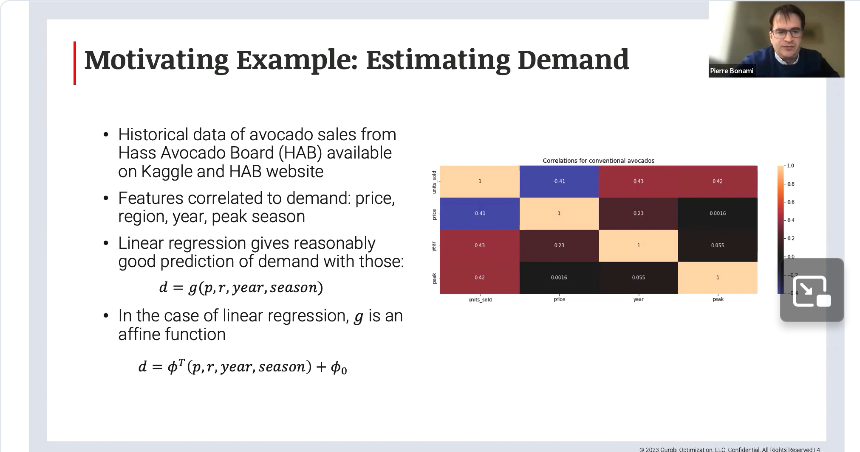 Motivating Example: Estimating Demand
Pierre Bonami
• Historical data of avocado sales from
Hass Avocado Board (HAB) available
on Kaggle and HAB website
• Features correlated to demand: price,
region, year, peak season
• Linear regression gives reasonably
good prediction of demand with those:
d = g(p, r, year, season)
• In the case of linear regression, g is an
affine function
d = ϕᵀ(p, r, year, season) + ϕ₀
Correlations for conventional avocados
units_sold 1 -0.41 0.43 0.42
price -0.41 1 0.23 0.0016
year 0.43 0.23 1 0.055
peak 0.42 0.0016 0.055 1
units_sold price year peak
1.0
0.8
0.6
0.4
0.2
0.0
© 2023 Gurobi Optimization, LLC. Confidential, All Rights Reserved | 4